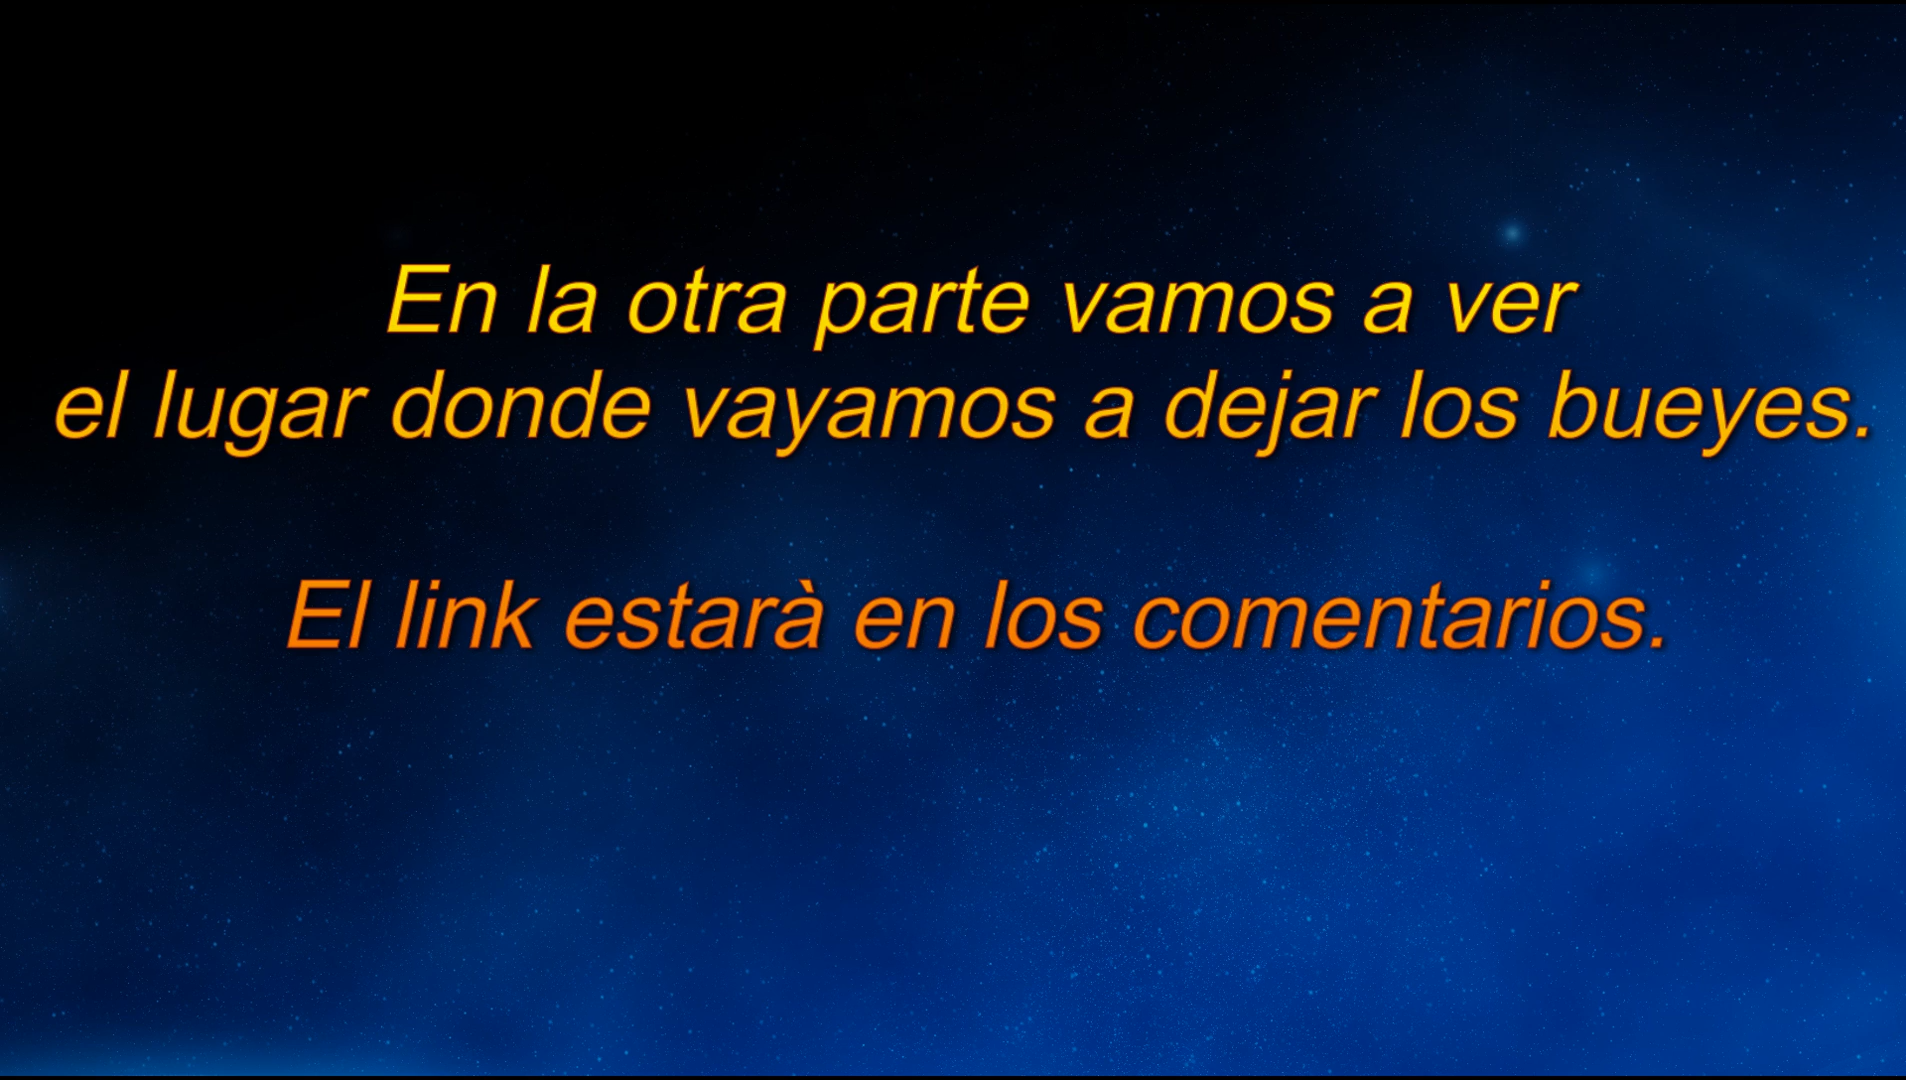 En la otra parte vamos a ver
el lugar donde vayamos a dejar los bueyes.
El link estarà en los comentarios.